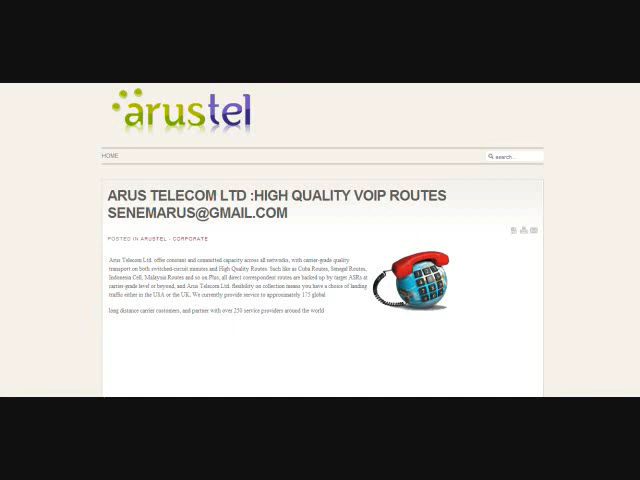 arustel
HOME
search...
ARUS TELECOM LTD :HIGH QUALITY VOIP ROUTES
SENEMARUS@GMAIL.COM
POSTED IN ARUSTEL - CORPORATE
Arus Telecom Ltd. offer constant and committed capacity across all networks, with carrier-grade quality
transport on both switched-circuit minutes and High Quality Routes. Such like as Cuba Routes, Senegal Routes,
Indonesia Cell, Malaysia Routes and so on Plus, all direct correspondent routes are backed up by target ASRs at
carrier-grade level or beyond, and Arus Telecom Ltd. flexibility on collection means you have a choice of landing
traffic either in the USA or the UK. We currently provide service to approximately 175 global
long distance carrier customers, and partner with over 250 service providers around the world